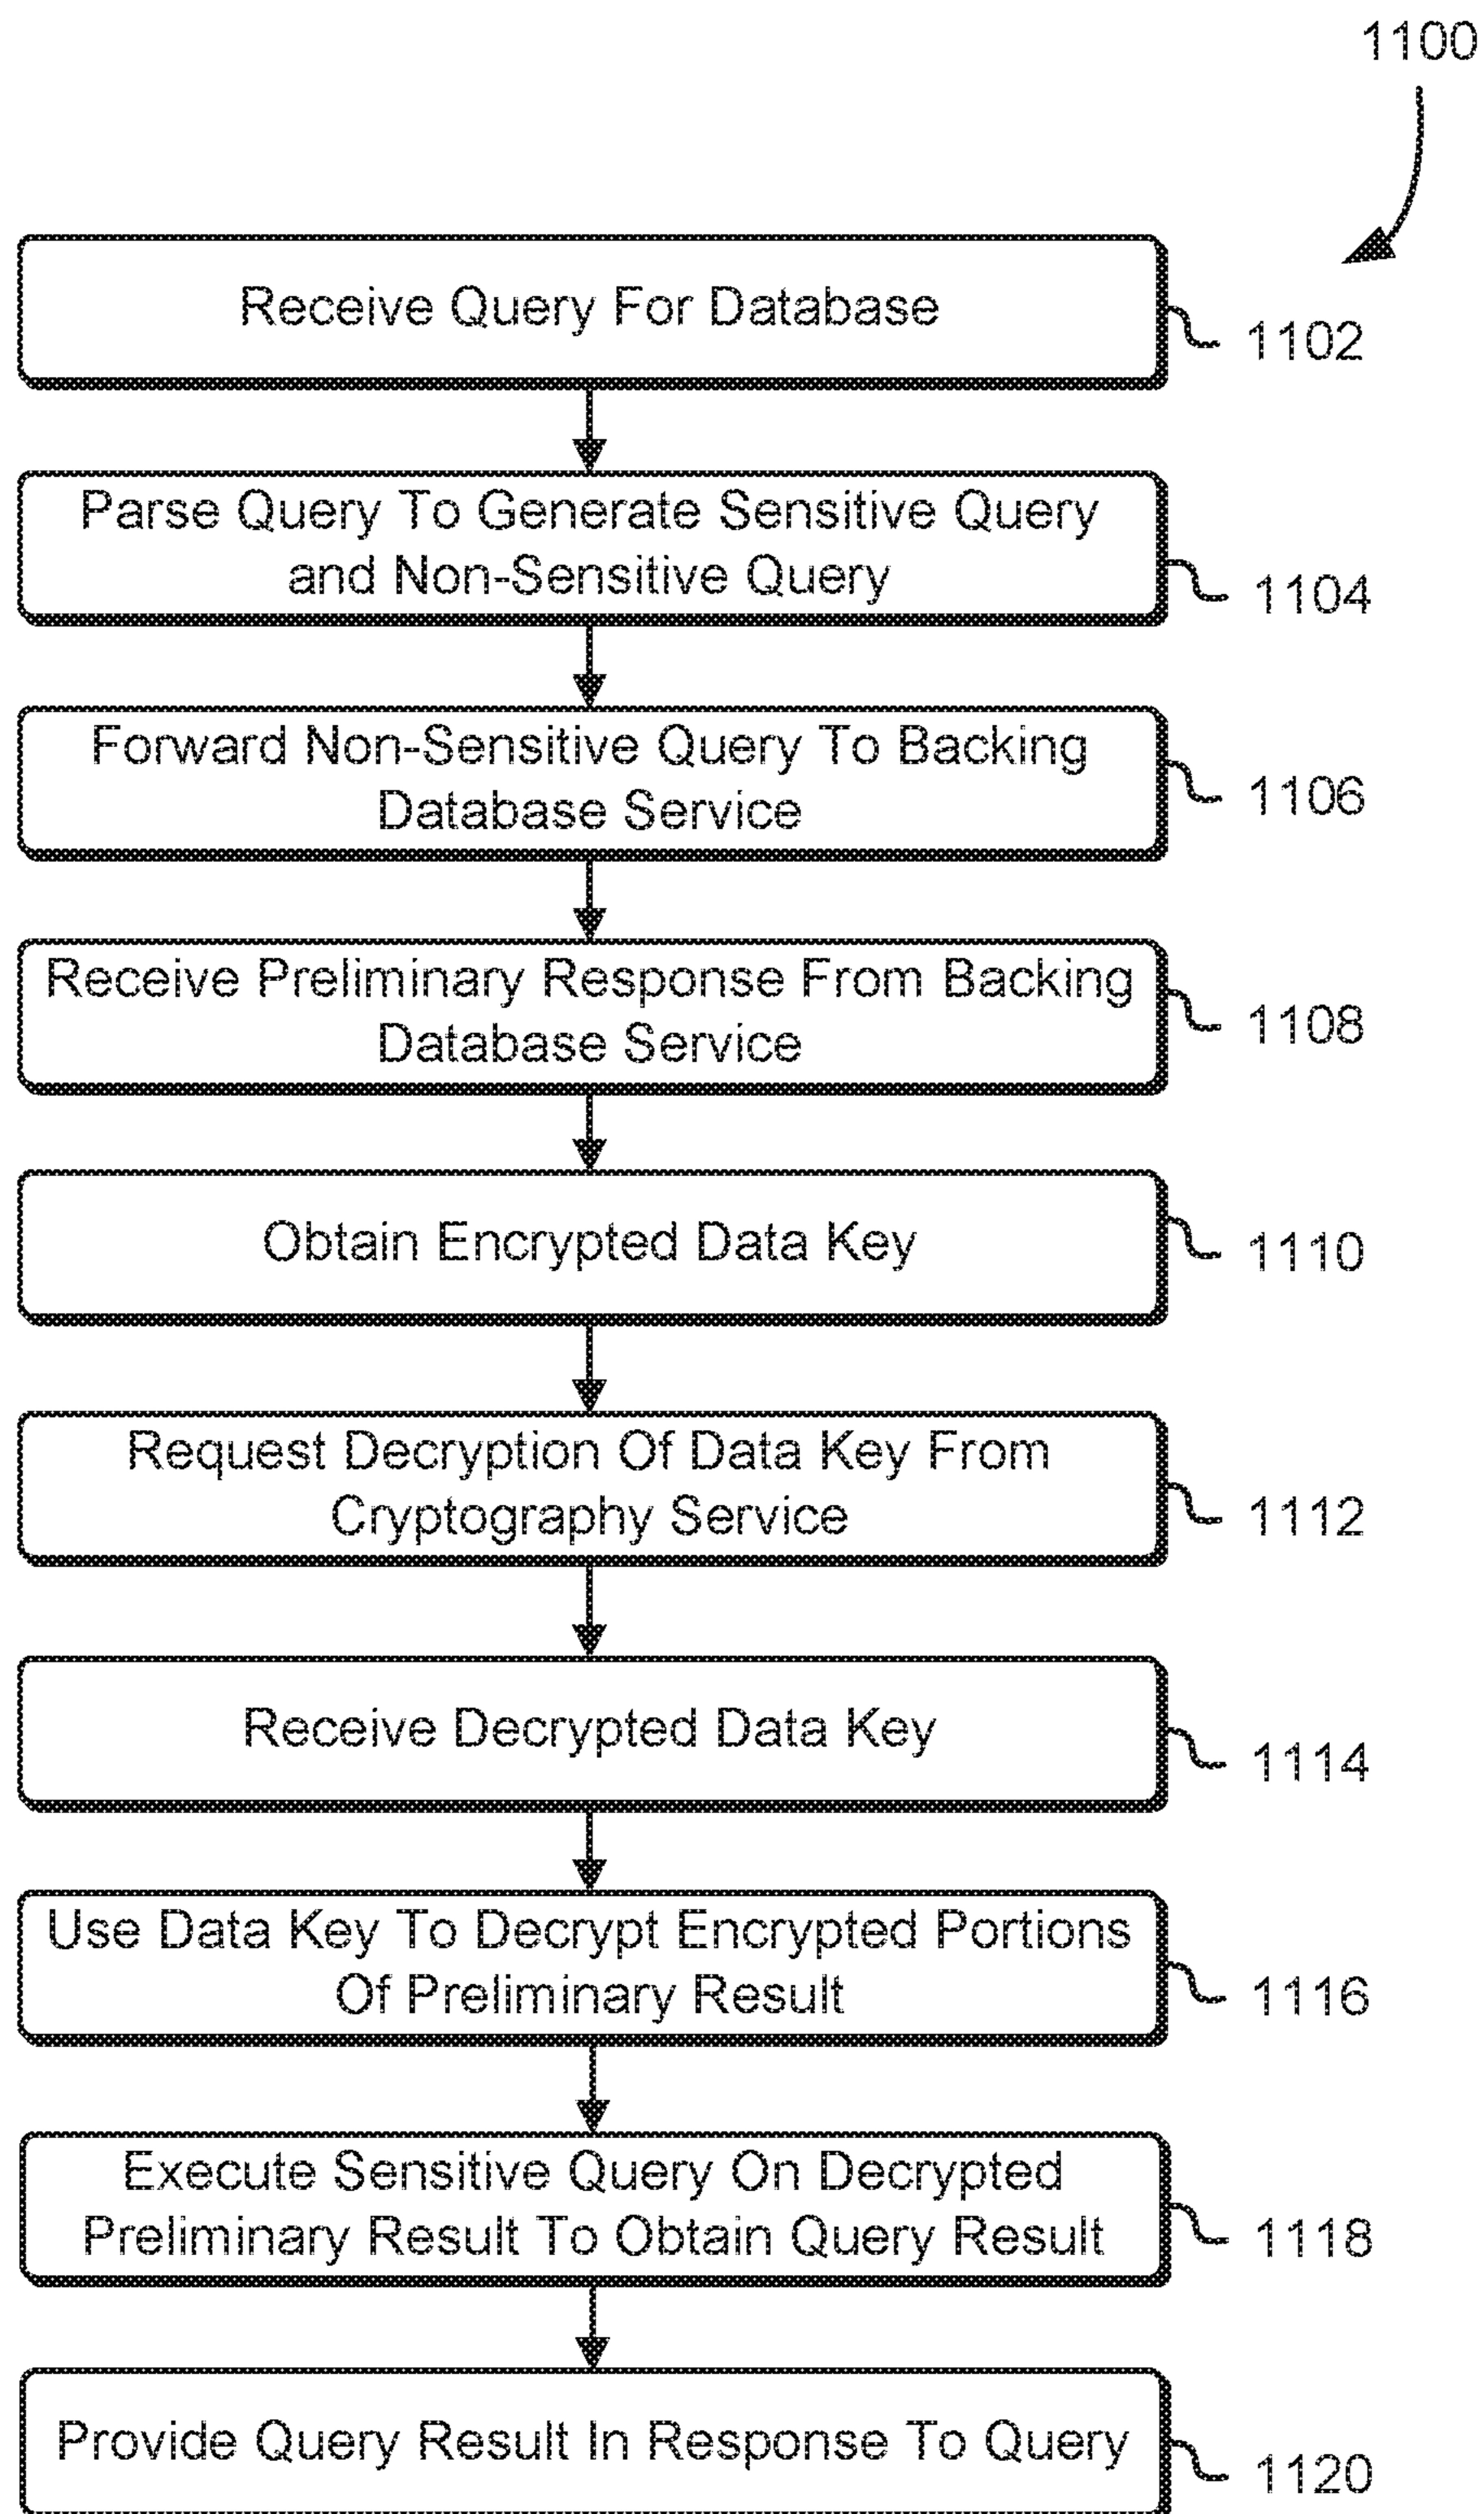 1100
Receive Query For Database
1102
Parse Query To Generate Sensitive Query
and Non-Sensitive Query
1104
Forward Non-Sensitive Query To Backing
Database Service
1106
Receive Preliminary Response From Backing
Database Service
1108
Obtain Encrypted Data Key
1110
Request Decryption Of Data Key From
Cryptography Service
1112
Receive Decrypted Data Key
1114
Use Data Key To Decrypt Encrypted Portions
Of Preliminary Result
1116
Execute Sensitive Query On Decrypted
Preliminary Result To Obtain Query Result
1118
Provide Query Result In Response To Query
1120